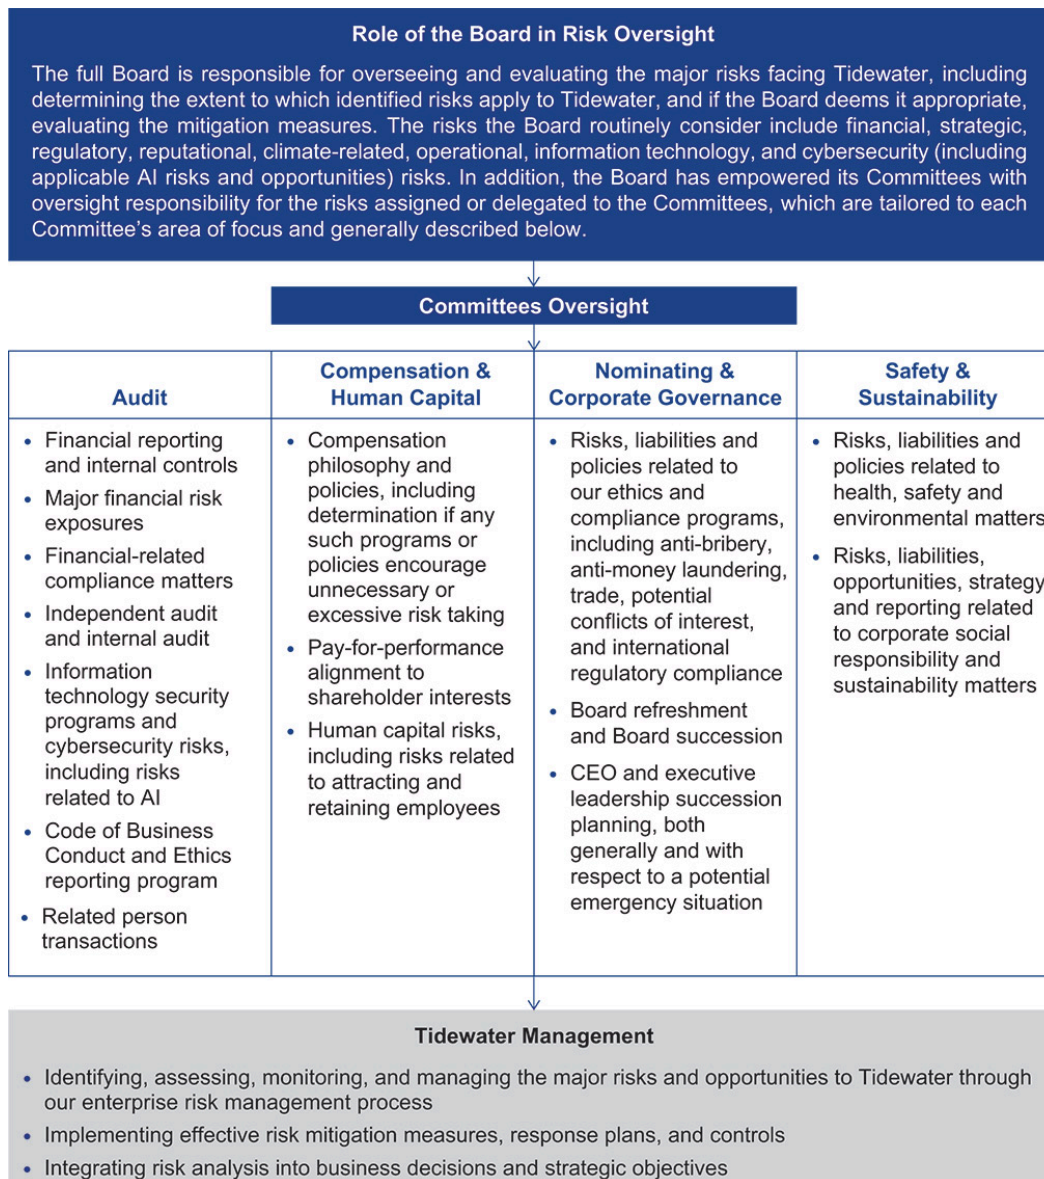 Role of the Board in Risk Oversight
The full Board is responsible for overseeing and evaluating the major risks facing Tidewater, including
determining the extent to which identified risks apply to Tidewater, and if the Board deems it appropriate,
evaluating the mitigation measures. The risks the Board routinely consider include financial, strategic,
regulatory, reputational, climate-related, operational, information technology, and cybersecurity (including
applicable AI risks and opportunities) risks. In addition, the Board has empowered its Committees with
oversight responsibility for the risks assigned or delegated to the Committees, which are tailored to each
Committee's area of focus and generally described below.
Committees Oversight
Audit
• Financial reporting
and internal controls
• Major financial risk
exposures
• Financial-related
compliance matters
• Independent audit
and internal audit
• Information
technology security
programs and
cybersecurity risks,
including risks
related to AI
• Code of Business
Conduct and Ethics
reporting program
• Related person
transactions
Compensation &
Human Capital
• Compensation
philosophy and
policies, including
determination if any
such programs or
policies encourage
unnecessary or
excessive risk taking
• Pay-for-performance
alignment to
shareholder interests
• Human capital risks,
including risks related
to attracting and
retaining employees
Nominating &
Corporate Governance
• Risks, liabilities and
policies related to
our ethics and
compliance programs,
including anti-bribery,
anti-money laundering,
trade, potential
conflicts of interest,
and international
regulatory compliance
• Board refreshment
and Board succession
• CEO and executive
leadership succession
planning, both
generally and with
respect to a potential
emergency situation
Safety &
Sustainability
• Risks, liabilities and
policies related to
health, safety and
environmental matters
• Risks, liabilities,
opportunities, strategy
and reporting related
to corporate social
responsibility and
sustainability matters
Tidewater Management
• Identifying, assessing, monitoring, and managing the major risks and opportunities to Tidewater through
our enterprise risk management process
• Implementing effective risk mitigation measures, response plans, and controls
• Integrating risk analysis into business decisions and strategic objectives